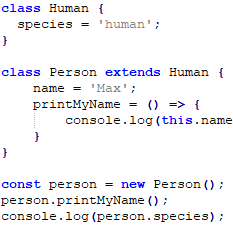 class Human {
  species = 'human';
}

class Person extends Human {
    name = 'Max';
    printMyName = () => {
        console.log(this.name
    }
}

const person = new Person();
person.printMyName();
console.log(person.species);